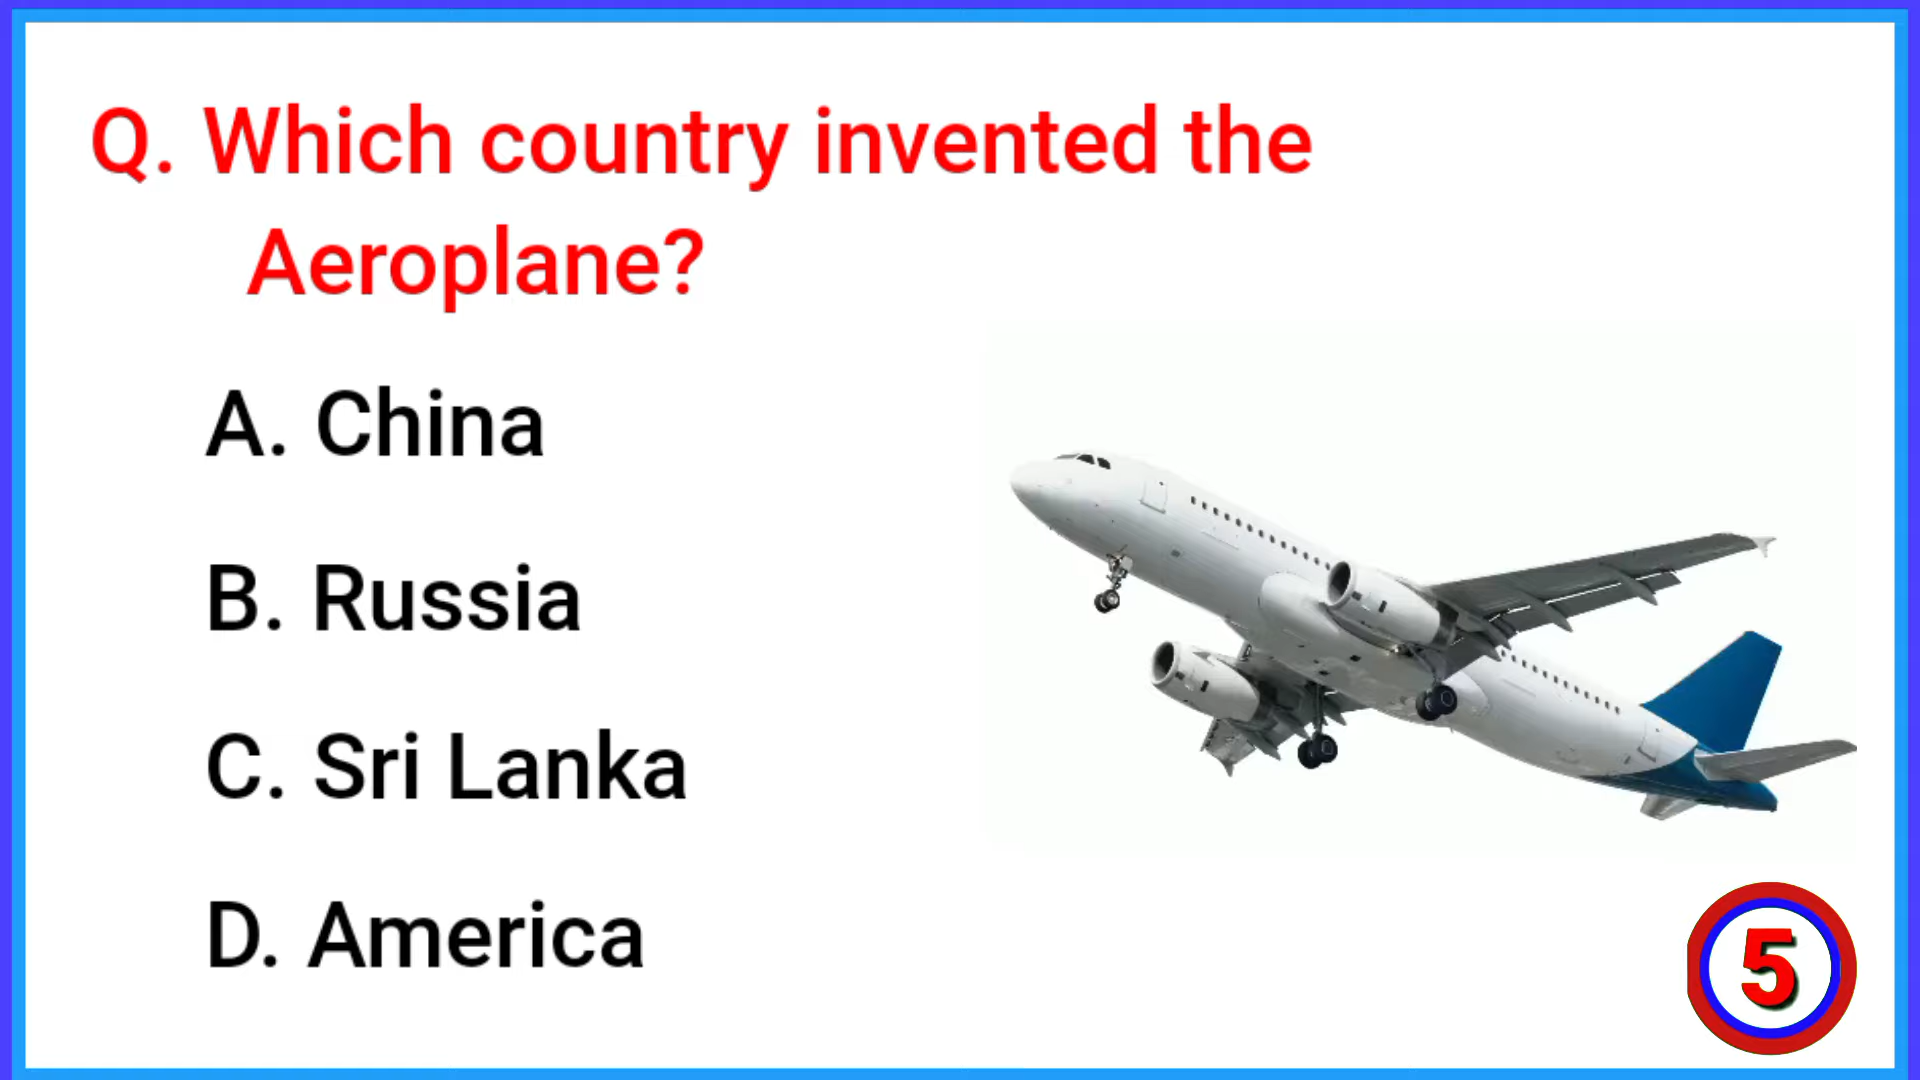 Q. Which country invented the
Aeroplane?
A. China
B. Russia
C. Sri Lanka
D. America
5